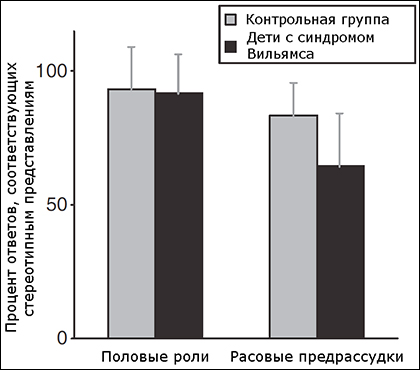 Контрольная группа
Дети с синдромом
Вильямса
Процент ответов, соответствующих
стереотипным представлениям
100
50
0
Половые роли
Расовые предрассудки